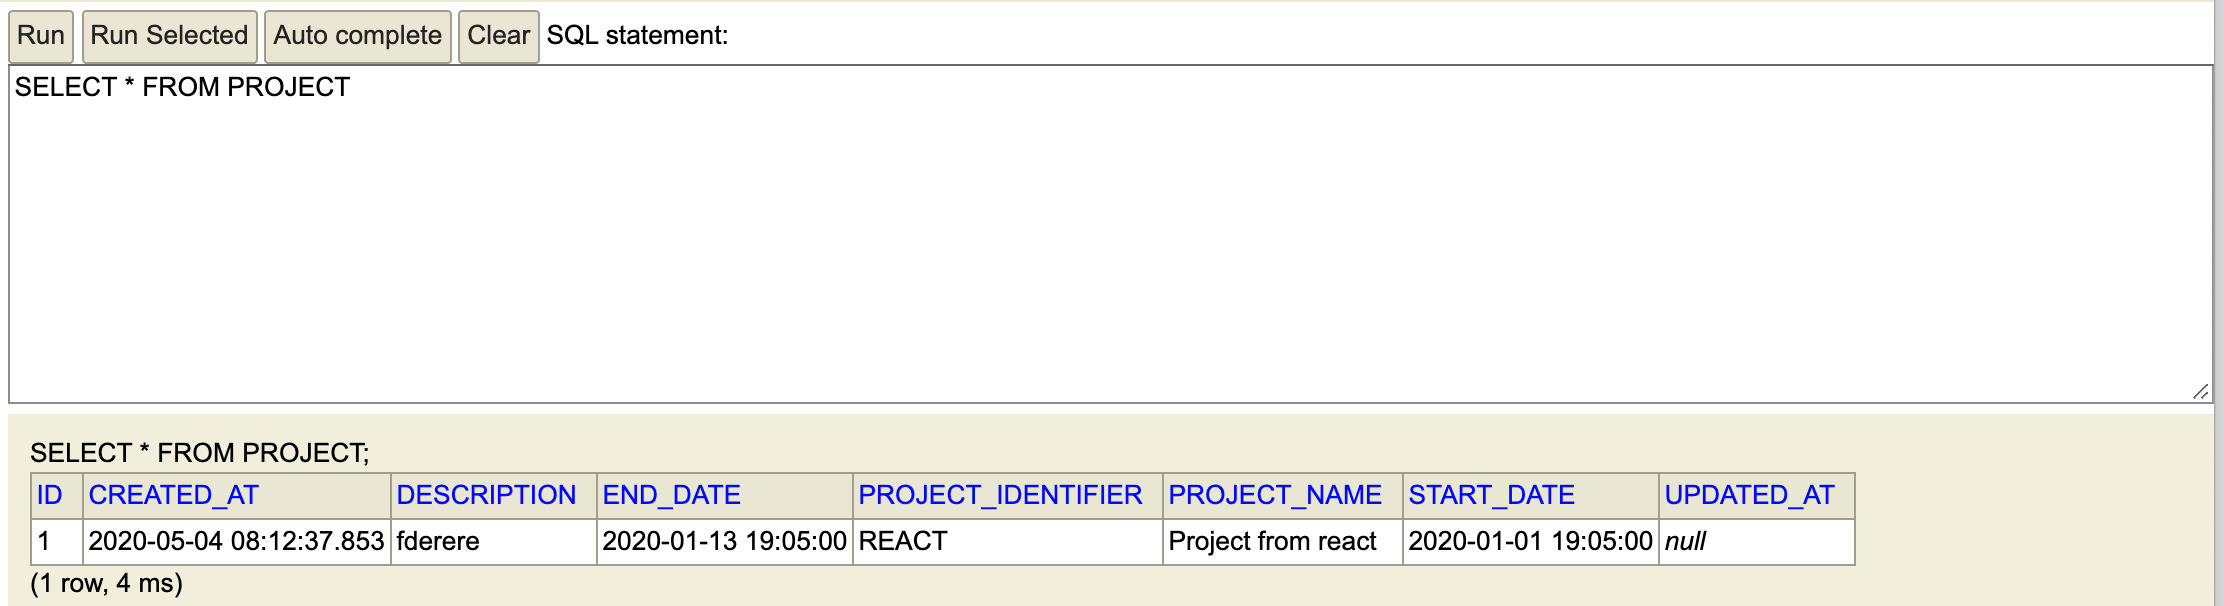 Run Run Selected Auto complete Clear SQL statement:
SELECT * FROM PROJECT
SELECT * FROM PROJECT;
ID CREATED_AT DESCRIPTION END_DATE PROJECT_IDENTIFIER PROJECT_NAME START_DATE UPDATED_AT
1 2020-05-04 08:12:37.853 fderere 2020-01-13 19:05:00 REACT Project from react 2020-01-01 19:05:00 null
(1 row, 4 ms)